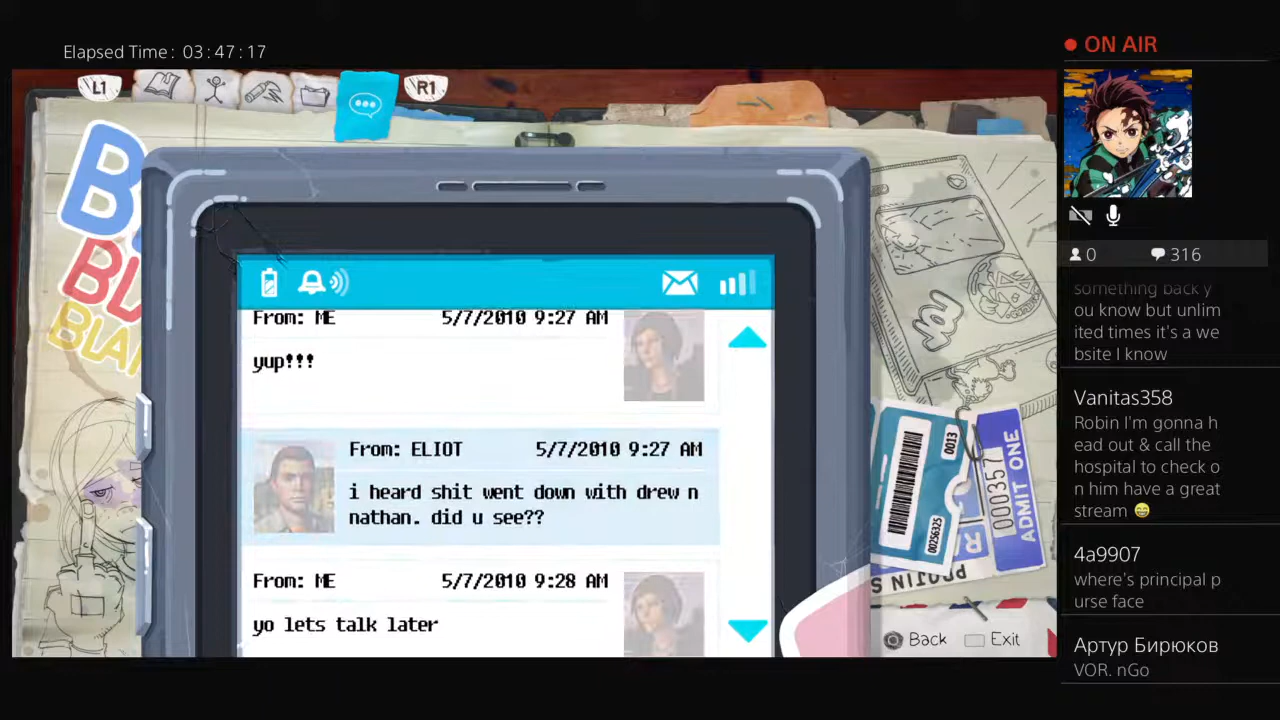 Elapsed Time: 03:47:17
ON AIR
L1
R1
0
316
From: ME 5/7/2010 9:27 AM
yup!!!
From: ELIOT 5/7/2010 9:27 AM
i heard shit went down with drew n
nathan. did u see??
From: ME 5/7/2010 9:28 AM
yo lets talk later
0013
00256325
000357
ADMIT ONE
Back
Exit
something back y
ou know but unlim
ited times it's a we
bsite I know
Vanitas358
Robin I'm gonna h
ead out & call the
hospital to check o
n him have a great
stream 😄
4a9907
where's principal p
urse face
Артур Бирюков
VOR. nGo